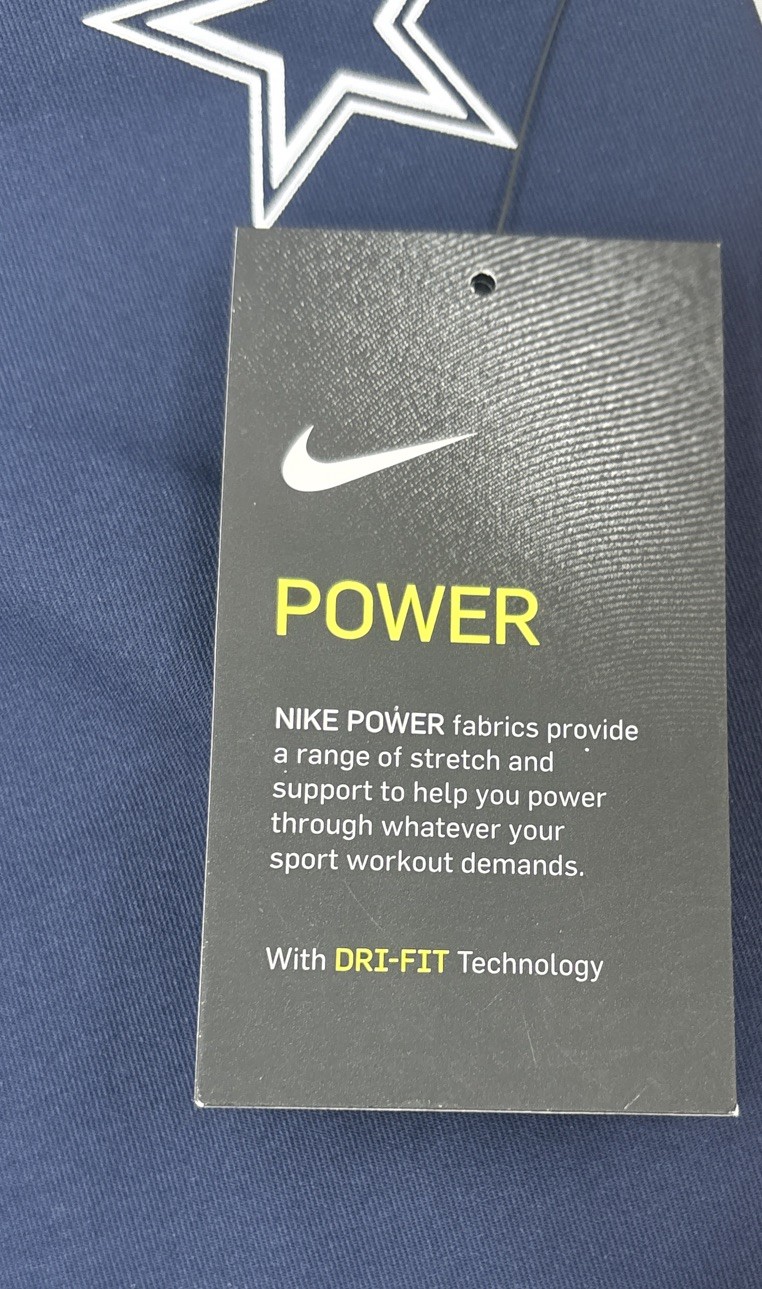 POWER
NIKE POWER fabrics provide
a range of stretch and
support to help you power
through whatever your
sport workout demands.
With DRI-FIT Technology